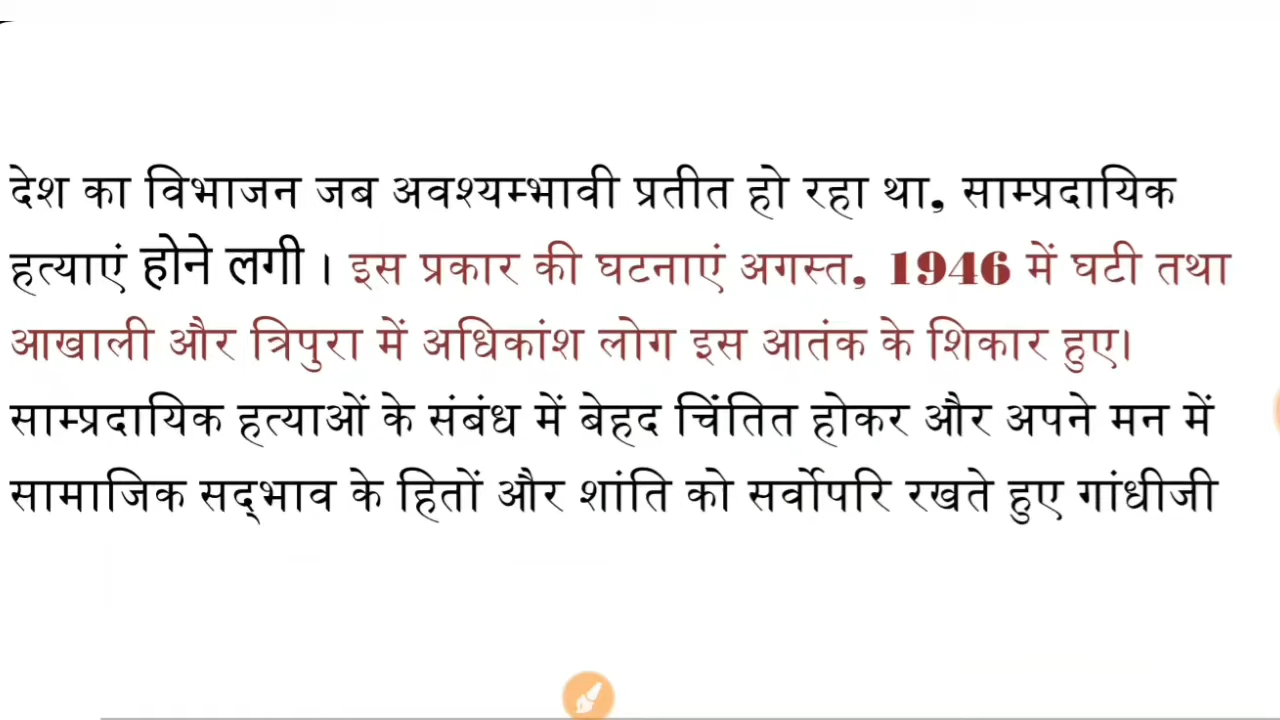 देश का विभाजन जब अवश्यम्भावी प्रतीत हो रहा था, साम्प्रदायिक
हत्याएं होने लगी । इस प्रकार की घटनाएं अगस्त, 1946 में घटी तथा
आखाली और त्रिपुरा में अधिकांश लोग इस आतंक के शिकार हुए।
साम्प्रदायिक हत्याओं के संबंध में बेहद चिंतित होकर और अपने मन में
सामाजिक सद्‌भाव के हितों और शांति को सर्वोपरि रखते हुए गांधीजी